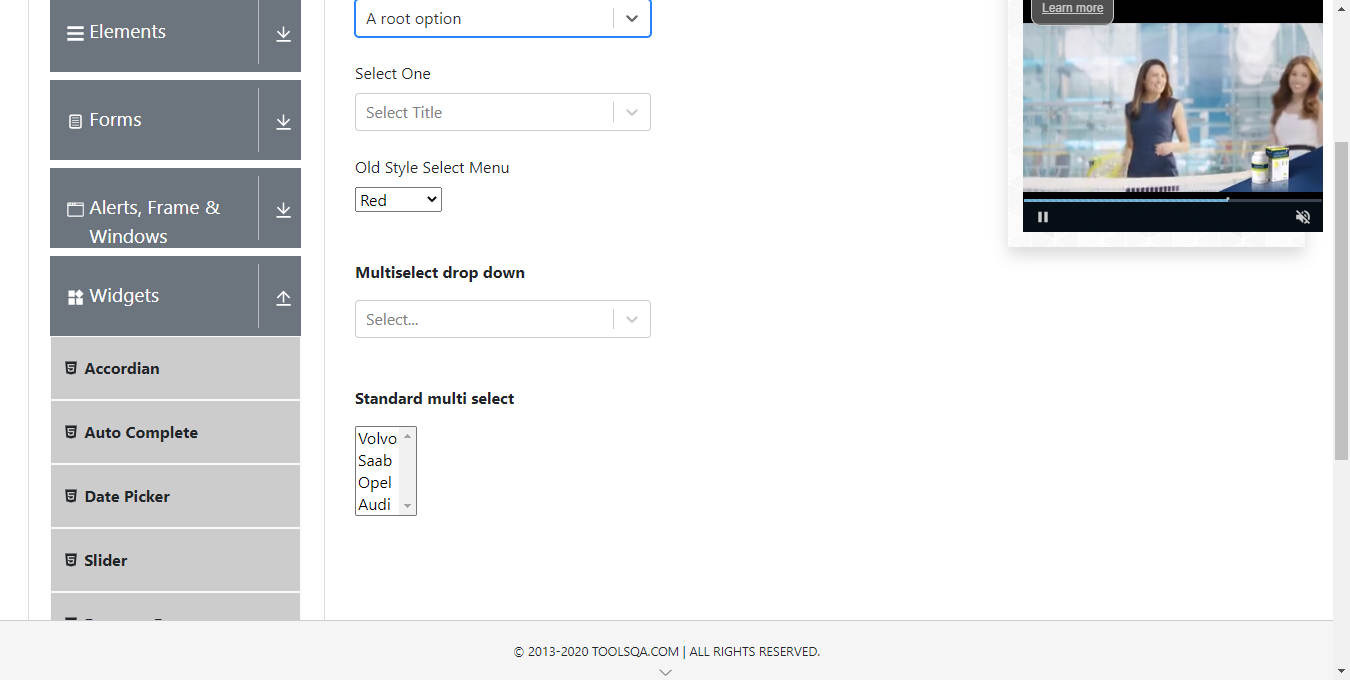 Elements
Forms
Alerts, Frame &
Windows
Widgets
Accordian
Auto Complete
Date Picker
Slider
A root option
Select One
Select Title
Old Style Select Menu
Red
Multiselect drop down
Select...
Standard multi select
Volvo
Saab
Opel
Audi
Learn more
© 2013-2020 TOOLSQA.COM | ALL RIGHTS RESERVED.